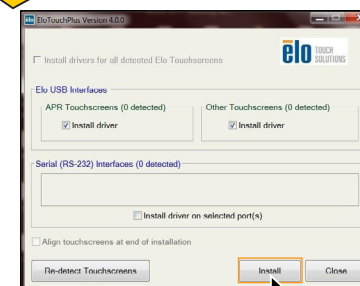 EloTouchPlus Version 4.0.0
Install drivers for all detected Elo Touchscreens
elo TOUCH SOLUTIONS
Elo USB Interfaces
APR Touchscreens (0 detected)
Other Touchscreens (0 detected)
Install driver
Install driver
Serial (RS-232) Interfaces (0 detected)
Install driver on selected port(s)
Align touchscreens at end of installation
Re-detect Touchscreens
Install
Close